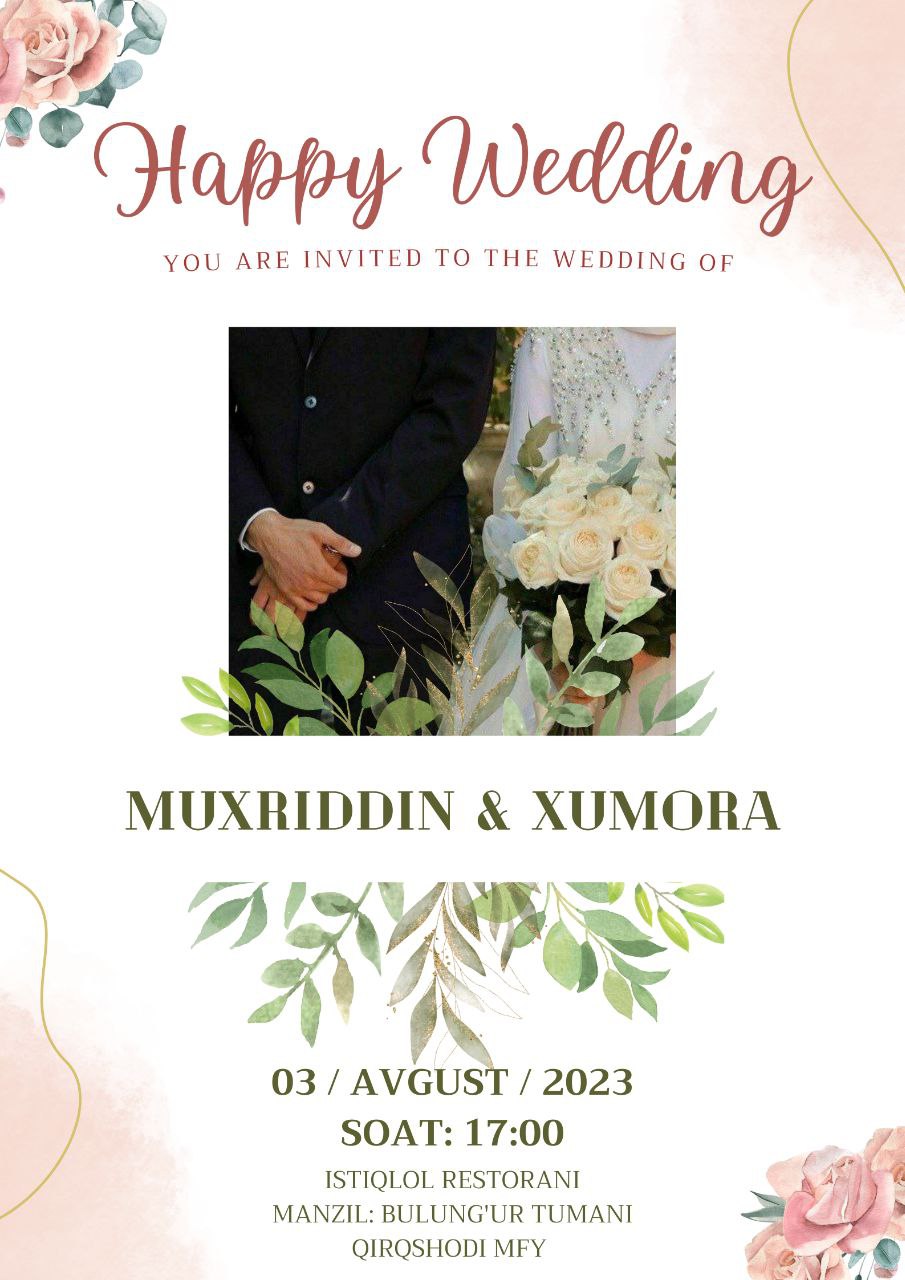 Happy Wedding
YOU ARE INVITED TO THE WEDDING OF
MUXRIDDIN & XUMORA
03 / AVGUST / 2023
SOAT: 17:00
ISTIQLOL RESTORANI
MANZIL: BULUNG'UR TUMANI
QIRQSHODI MFY